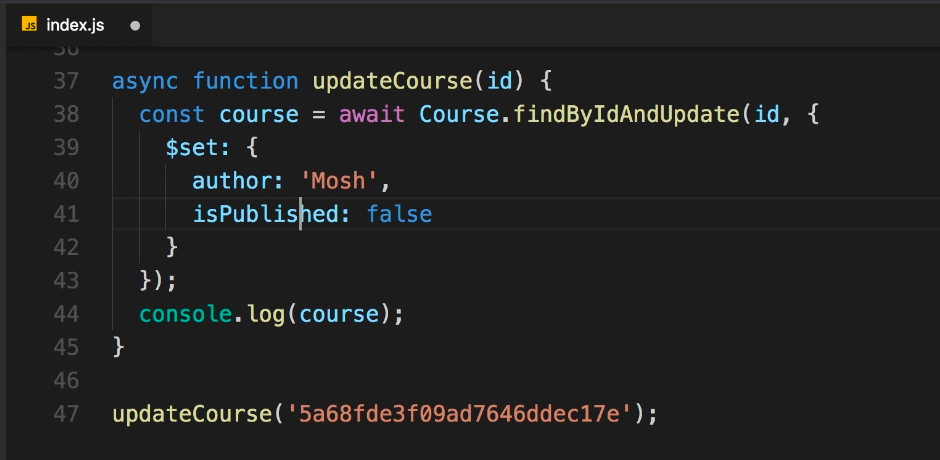 JS index.js
36
37 async function updateCourse(id) {
38 const course = await Course.findByIdAndUpdate(id, {
39 $set: {
40 author: 'Mosh',
41 isPublished: false
42 }
43 });
44 console.log(course);
45 }
46
47 updateCourse('5a68fde3f09ad7646ddec17e');